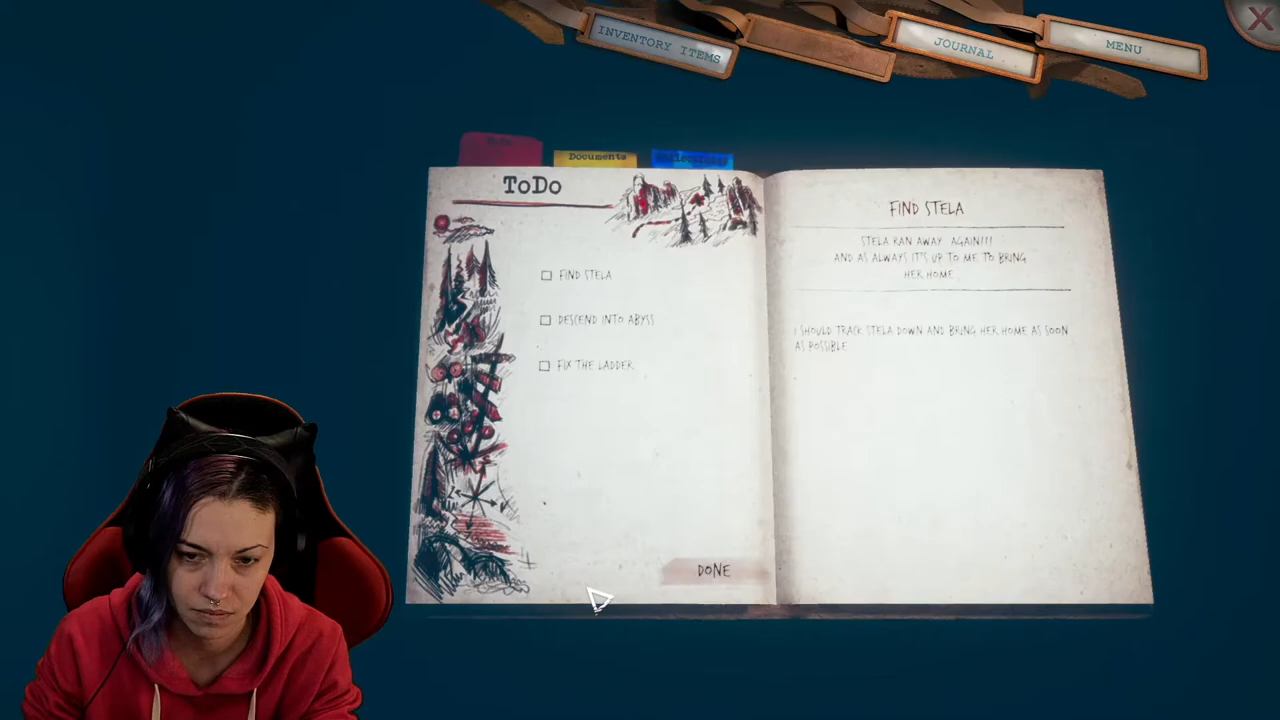 INVENTORY ITEMS
JOURNAL
MENU
Documents
ToDo
FIND STELA
DESCEND INTO ABYSS
FIX THE LADDER
DONE
FIND STELA
STELA RAN AWAY AGAIN!!!
AND AS ALWAYS IT'S UP TO ME TO BRING
HER HOME
I SHOULD TRACK STELA DOWN AND BRING HER HOME AS SOON
AS POSSIBLE